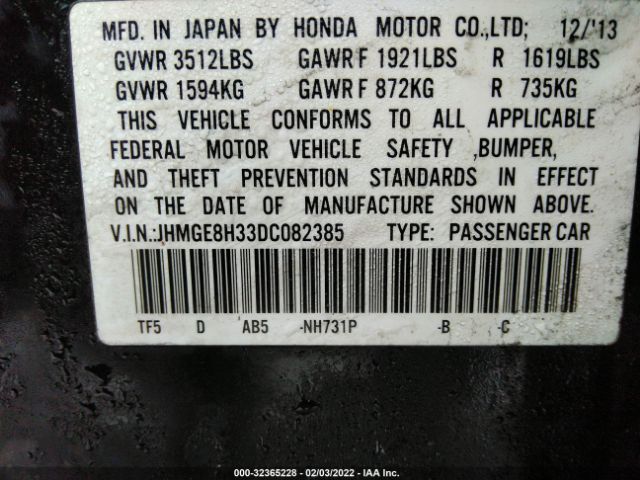 MFD. IN JAPAN BY HONDA MOTOR CO.,LTD; 12/'13
GVWR 3512LBS GAWR F 1921LBS R 1619LBS
GVWR 1594KG GAWR F 872KG R 735KG
THIS VEHICLE CONFORMS TO ALL APPLICABLE
FEDERAL MOTOR VEHICLE SAFETY ,BUMPER,
AND THEFT PREVENTION STANDARDS IN EFFECT
ON THE DATE OF MANUFACTURE SHOWN ABOVE.
V.I.N.:JHMGE8H33DC082385 TYPE: PASSENGER CAR
TF5 D AB5 -NH731P -B -C
000-32365228 - 02/03/2022 - IAA Inc.